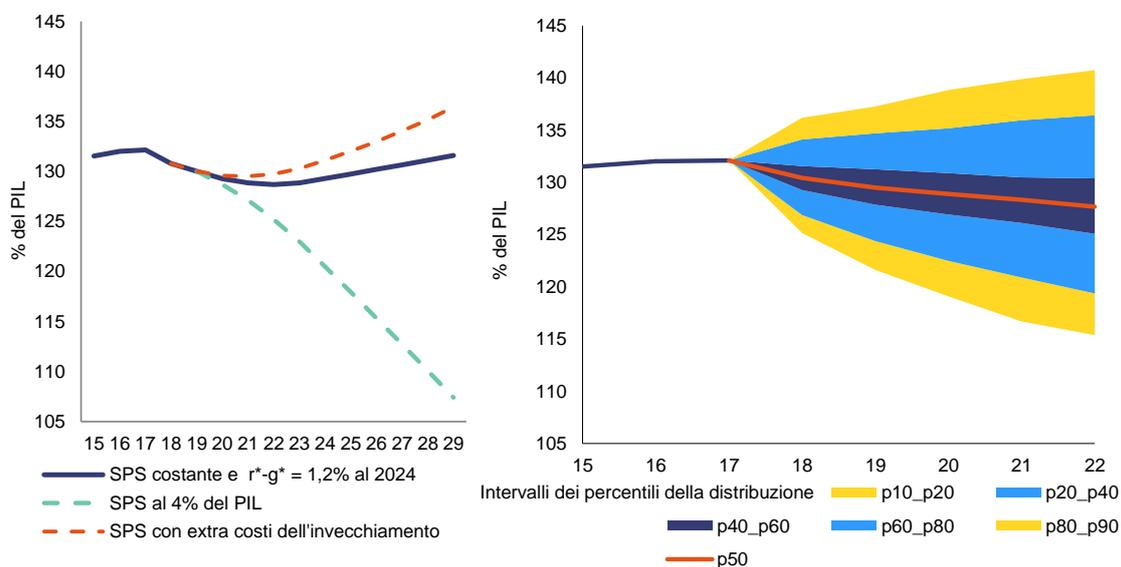 145
140
135
130
125
120
115
110
105
% del PIL
15 16 17 18 19 20 21 22 23 24 25 26 27 28 29
SPS costante e r*-g* = 1,2% al 2024
SPS al 4% del PIL
SPS con extra costi dell'invecchiamento
145
140
135
130
125
120
115
110
105
% del PIL
15 16 17 18 19 20 21 22
Intervalli dei percentili della distribuzione p10_p20 p20_p40
p40_p60 p60_p80 p80_p90
p50